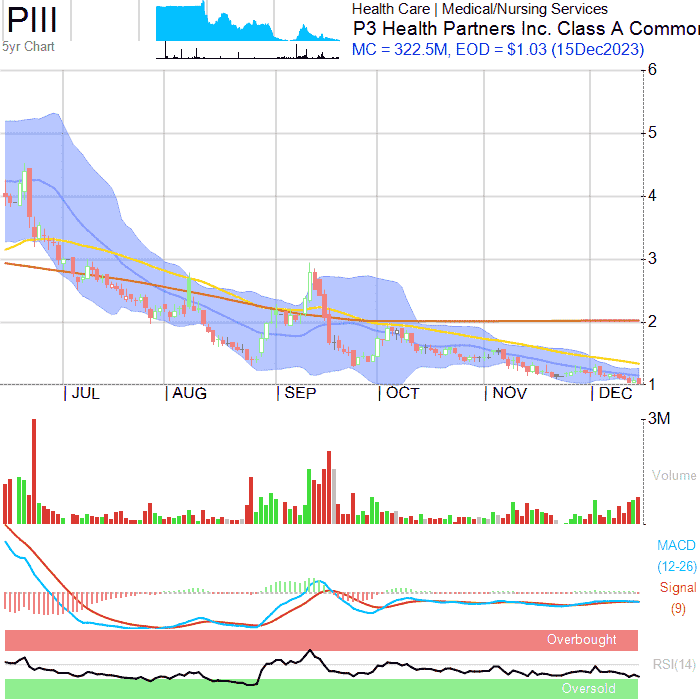 PIII
5yr Chart
Health Care | Medical/Nursing Services
P3 Health Partners Inc. Class A Commo
MC = 322.5M, EOD = $1.03 (15Dec2023)
6
5
4
3
2
1
JUL AUG SEP OCT NOV DEC
3M
Volume
MACD
(12-26)
Signal
(9)
Overbought
RSI(14)
Oversold